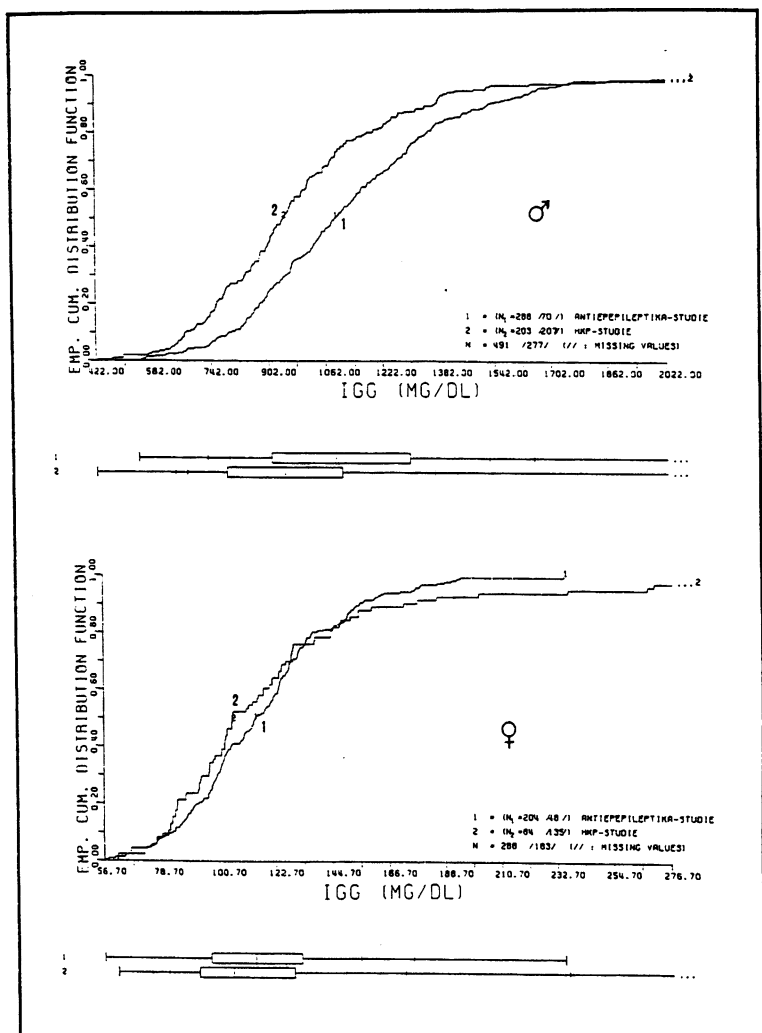 EMP. CUM. DISTRIBUTION FUNCTION
0,00 0,20 0,40 0,60 0,80 1,00
...2
2
1
♂
1 = (N₁ =288 /70 /) ANTIEPEPILEPTIKA-STUDIE
2 = (N₂ =203 /207/) MKP-STUDIE
N = 491 /277/ (// : MISSING VALUES)
422.00 582.00 742.00 902.00 1062.00 1222.00 1382.00 1542.00 1702.00 1862.00 2022.00
IGG (MG/DL)
1 ...
2 ...
EMP. CUM. DISTRIBUTION FUNCTION
0,00 0,20 0,40 0,60 0,80 1,00
1
...2
2
1
♀
1 = (N₁ =204 /48 /) ANTIEPEPILEPTIKA-STUDIE
2 = (N₂ =84 /135/) MKP-STUDIE
N = 288 /183/ (// : MISSING VALUES)
56.70 78.70 100.70 122.70 144.70 166.70 188.70 210.70 232.70 254.70 276.70
IGG (MG/DL)
1
2 ...